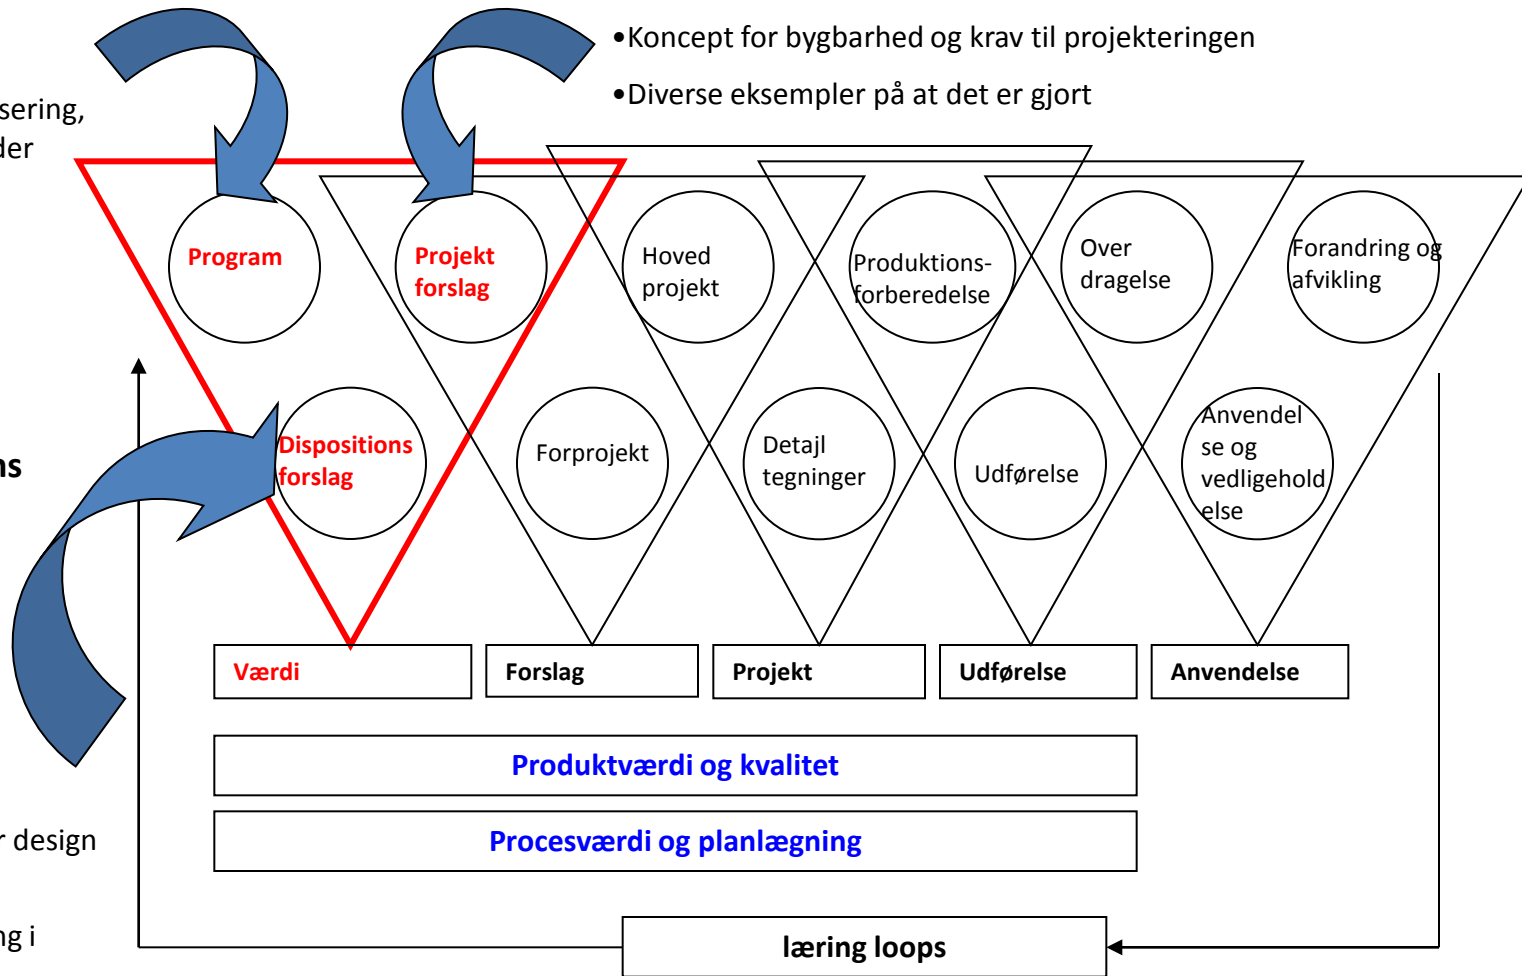 •Koncept for bygbarhed og krav til projekteringen
•Diverse eksempler på at det er gjort
sering,
der
Program
Projekt
forslag
Hoved
projekt
Produktions-
forberedelse
Over
dragelse
Forandring og
afvikling
Dispositions
forslag
Forprojekt
Detajl
tegninger
Udførelse
Anvendel
se og
vedligehold
else
ns
Værdi
Forslag
Projekt
Udførelse
Anvendelse
Produktværdi og kvalitet
Procesværdi og planlægning
r design
ng i
læring loops